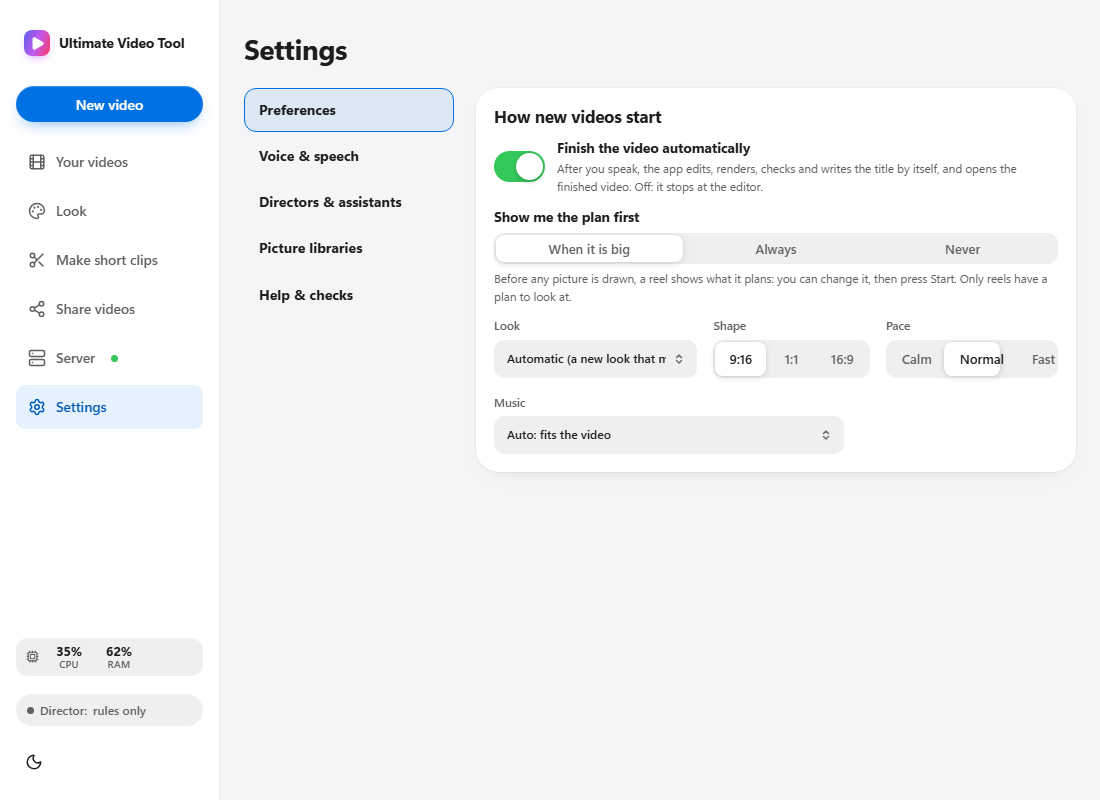 Ultimate Video Tool
New video
Your videos
Look
Make short clips
Share videos
Server
Settings
35%
CPU
62%
RAM
Director: rules only
Settings
Preferences
Voice & speech
Directors & assistants
Picture libraries
Help & checks
How new videos start
Finish the video automatically
After you speak, the app edits, renders, checks and writes the title by itself, and opens the
finished video. Off: it stops at the editor.
Show me the plan first
When it is big
Always
Never
Before any picture is drawn, a reel shows what it plans: you can change it, then press Start. Only reels have a
plan to look at.
Look
Automatic (a new look that m
Shape
9:16
1:1
16:9
Pace
Calm
Normal
Fast
Music
Auto: fits the video